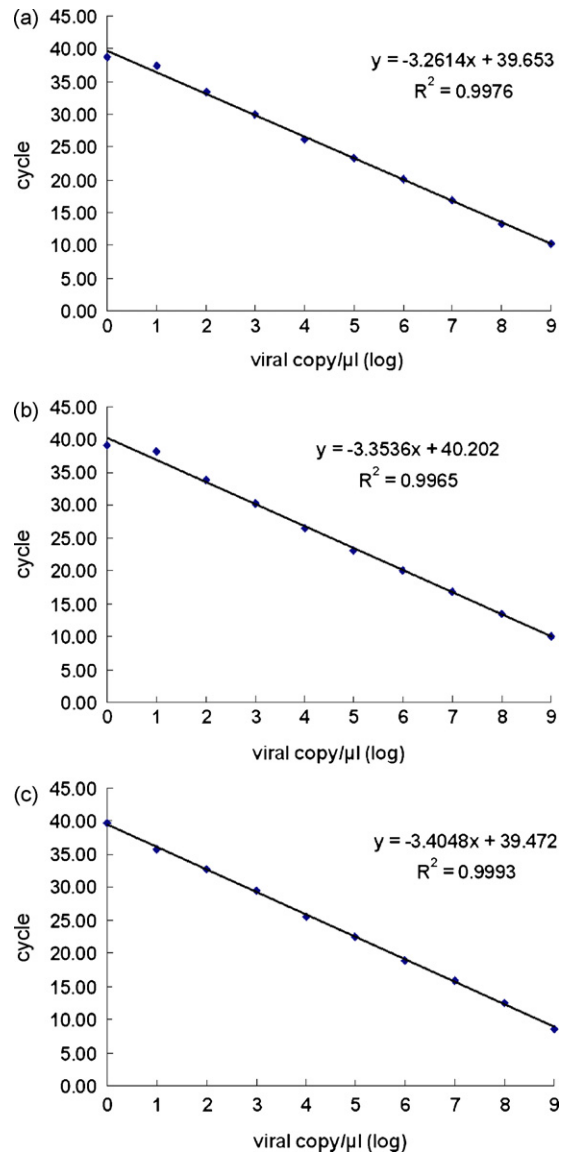 (a)
45.00
40.00
35.00
30.00
25.00
20.00
15.00
10.00
5.00
0.00
cycle
y = -3.2614x + 39.653
R² = 0.9976
0 1 2 3 4 5 6 7 8 9
viral copy/µl (log)
(b)
45.00
40.00
35.00
30.00
25.00
20.00
15.00
10.00
5.00
0.00
cycle
y = -3.3536x + 40.202
R² = 0.9965
0 1 2 3 4 5 6 7 8 9
viral copy/µl (log)
(c)
45.00
40.00
35.00
30.00
25.00
20.00
15.00
10.00
5.00
0.00
cycle
y = -3.4048x + 39.472
R² = 0.9993
0 1 2 3 4 5 6 7 8 9
viral copy/µl (log)